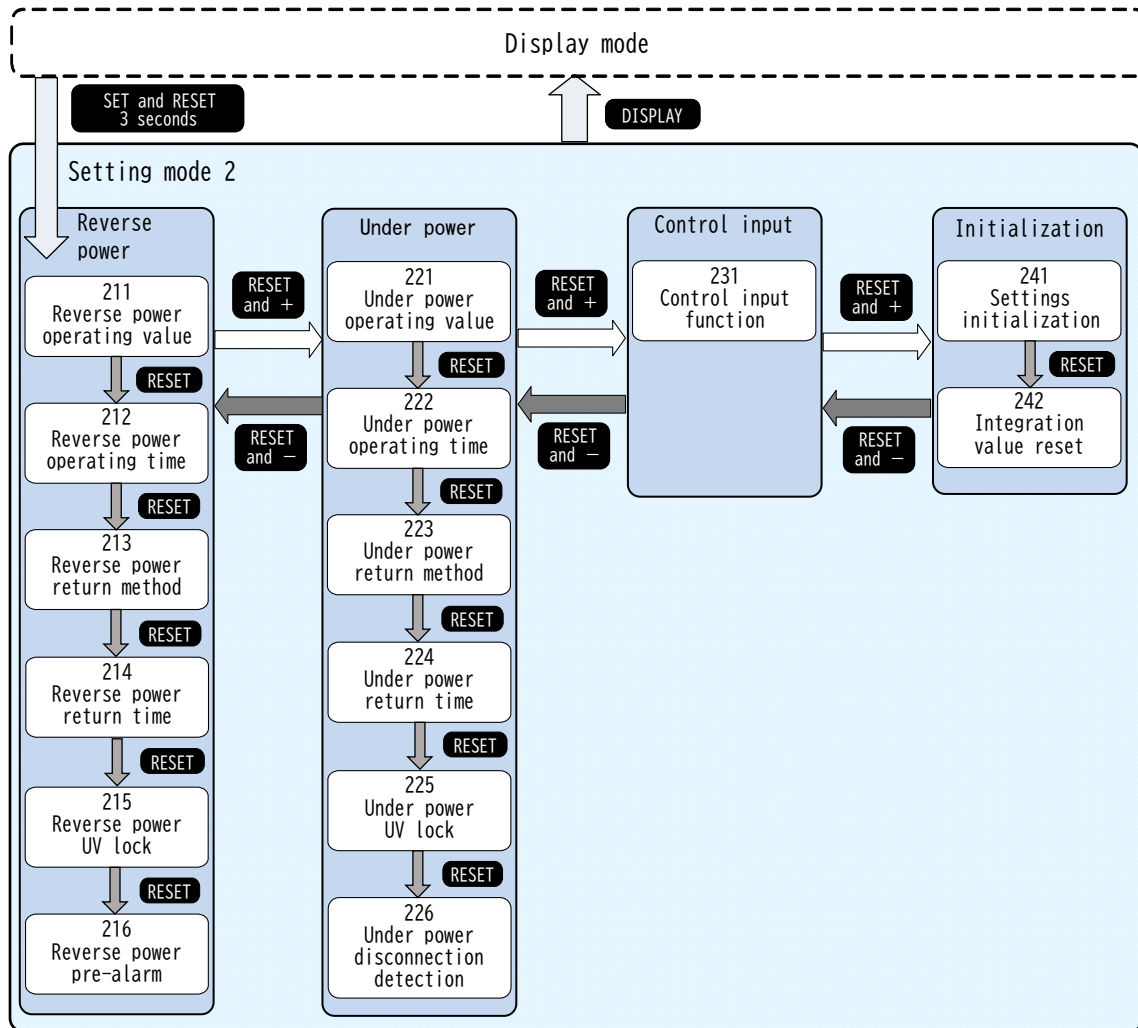 Display mode
SET and RESET
3 seconds
DISPLAY
Setting mode 2
Reverse
power
211
Reverse power
operating value
RESET
212
Reverse power
operating time
RESET
213
Reverse power
return method
RESET
214
Reverse power
return time
RESET
215
Reverse power
UV lock
RESET
216
Reverse power
pre-alarm
RESET
and +
RESET
and －
Under power
221
Under power
operating value
RESET
222
Under power
operating time
RESET
223
Under power
return method
RESET
224
Under power
return time
RESET
225
Under power
UV lock
RESET
226
Under power
disconnection
detection
RESET
and +
RESET
and －
Control input
231
Control input
function
RESET
and +
RESET
and －
Initialization
241
Settings
initialization
RESET
242
Integration
value reset